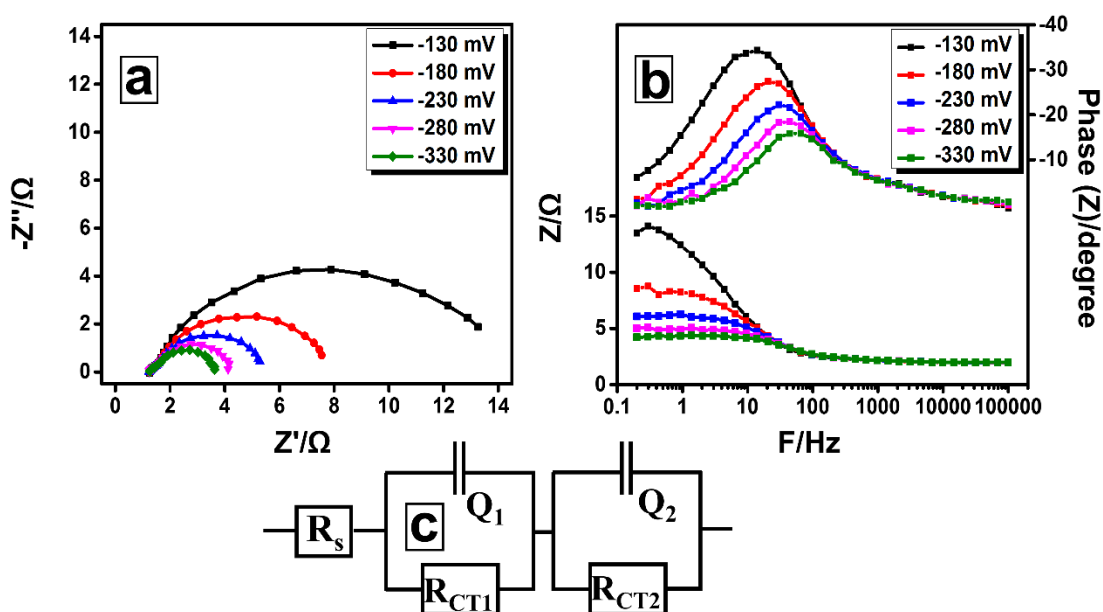 a
-130 mV
-180 mV
-230 mV
-280 mV
-330 mV
14
12
10
8
6
4
2
0
-Z''/Ω
0 2 4 6 8 10 12 14
Z'/Ω
b
-130 mV
-180 mV
-230 mV
-280 mV
-330 mV
15
10
5
0
Z/Ω
-40
-30
-20
-10
Phase (Z)/degree
0.1 1 10 100 1000 10000 100000
F/Hz
c
Rs
Q1
RCT1
Q2
RCT2